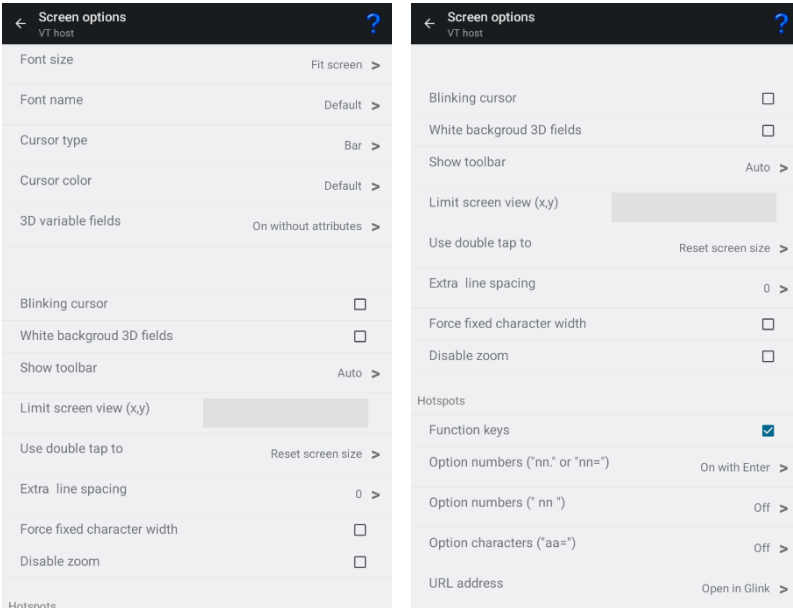 Screen options
VT host
?
Font size Fit screen >
Font name Default >
Cursor type Bar >
Cursor color Default >
3D variable fields On without attributes >
Blinking cursor
White backgroud 3D fields
Show toolbar Auto >
Limit screen view (x,y)
Use double tap to Reset screen size >
Extra line spacing 0 >
Force fixed character width
Disable zoom
Hotspots
Screen options
VT host
?
Blinking cursor
White backgroud 3D fields
Show toolbar Auto >
Limit screen view (x,y)
Use double tap to Reset screen size >
Extra line spacing 0 >
Force fixed character width
Disable zoom
Hotspots
Function keys
Option numbers ("nn." or "nn=") On with Enter >
Option numbers (" nn ") Off >
Option characters ("aa=") Off >
URL address Open in Glink >